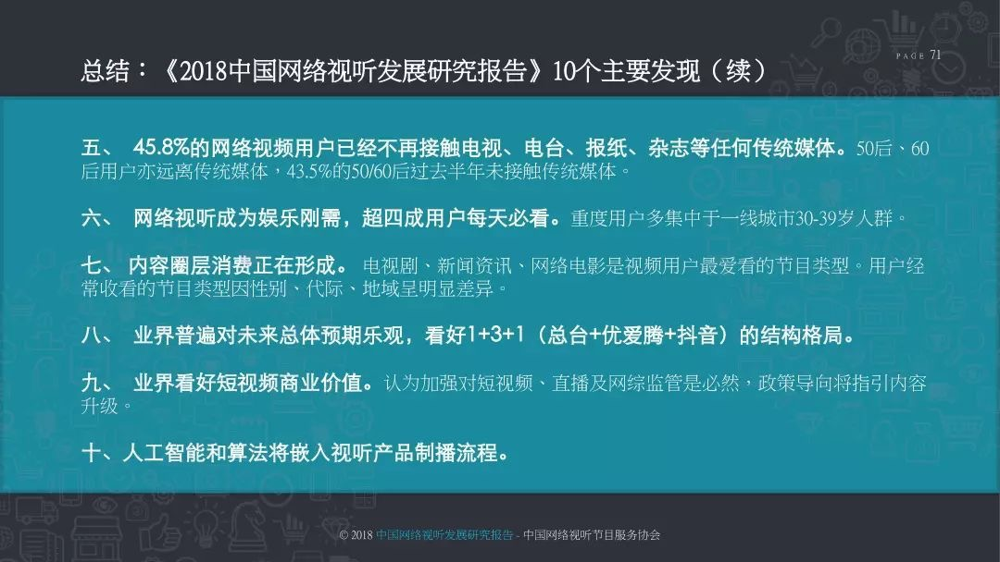 总结：《2018中国网络视听发展研究报告》10个主要发现（续）
PAGE 71
五、 45.8%的网络视频用户已经不再接触电视、电台、报纸、杂志等任何传统媒体。50后、60
后用户亦远离传统媒体，43.5%的50/60后过去半年未接触传统媒体。
六、 网络视听成为娱乐刚需，超四成用户每天必看。重度用户多集中于一线城市30-39岁人群。
七、 内容圈层消费正在形成。 电视剧、新闻资讯、网络电影是视频用户最爱看的节目类型。用户经
常收看的节目类型因性别、代际、地域呈明显差异。
八、 业界普遍对未来总体预期乐观，看好1+3+1（总台+优爱腾+抖音）的结构格局。
九、 业界看好短视频商业价值。认为加强对短视频、直播及网综监管是必然，政策导向将指引内容
升级。
十、人工智能和算法将嵌入视听产品制播流程。
© 2018 中国网络视听发展研究报告 - 中国网络视听节目服务协会